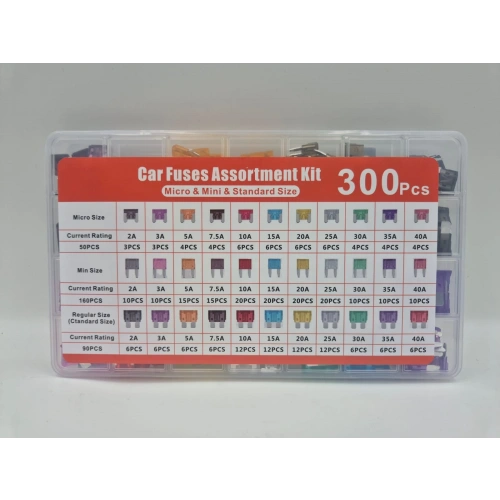 Car Fuses Assortment Kit
Micro & Mini & Standard Size
300Pcs
Micro Size
Current Rating 2A 3A 5A 7.5A 10A 15A 20A 25A 30A 35A 40A
50PCS 3PCS 3PCS 4PCS 4PCS 6PCS 6PCS 6PCS 6PCS 4PCS 4PCS 4PCS
Min Size
Current Rating 2A 3A 5A 7.5A 10A 15A 20A 25A 30A 35A 40A
160PCS 10PCS 10PCS 15PCS 15PCS 20PCS 20PCS 20PCS 20PCS 10PCS 10PCS 10PCS
Regular Size
(Standard Size)
Current Rating 2A 3A 5A 7.5A 10A 15A 20A 25A 30A 35A 40A
90PCS 6PCS 6PCS 6PCS 6PCS 12PCS 12PCS 12PCS 12PCS 6PCS 6PCS 6PCS